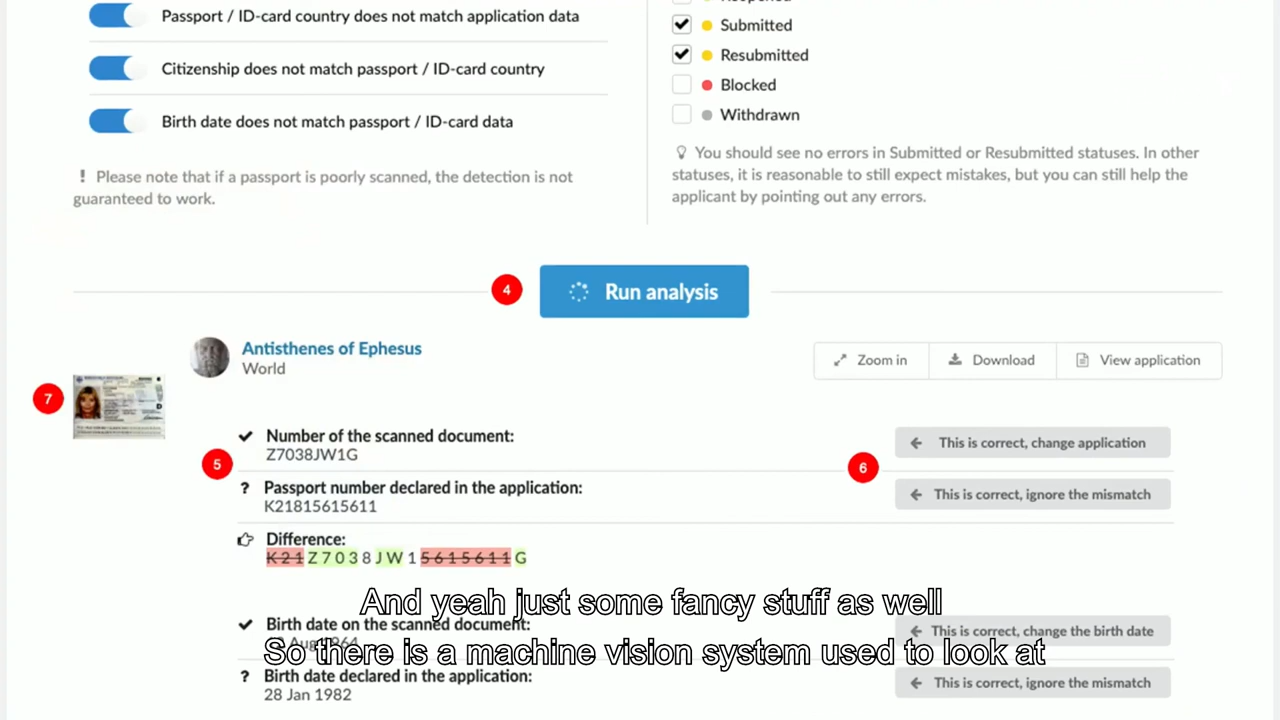 Passport / ID-card country does not match application data
Citizenship does not match passport / ID-card country
Birth date does not match passport / ID-card data
! Please note that if a passport is poorly scanned, the detection is not
guaranteed to work.
Submitted
Resubmitted
Blocked
Withdrawn
You should see no errors in Submitted or Resubmitted statuses. In other
statuses, it is reasonable to still expect mistakes, but you can still help the
applicant by pointing out any errors.
4
Run analysis
Antisthenes of Ephesus
World
Zoom in
Download
View application
7
5
Number of the scanned document:
Z7038JW1G
This is correct, change application
6
? Passport number declared in the application:
K21815615611
This is correct, ignore the mismatch
Difference:
K21Z7038JW15615611G
And yeah just some fancy stuff as well
Birth date on the scanned document:
Aug 1964
This is correct, change the birth date
So there is a machine vision system used to look at
? Birth date declared in the application:
28 Jan 1982
This is correct, ignore the mismatch